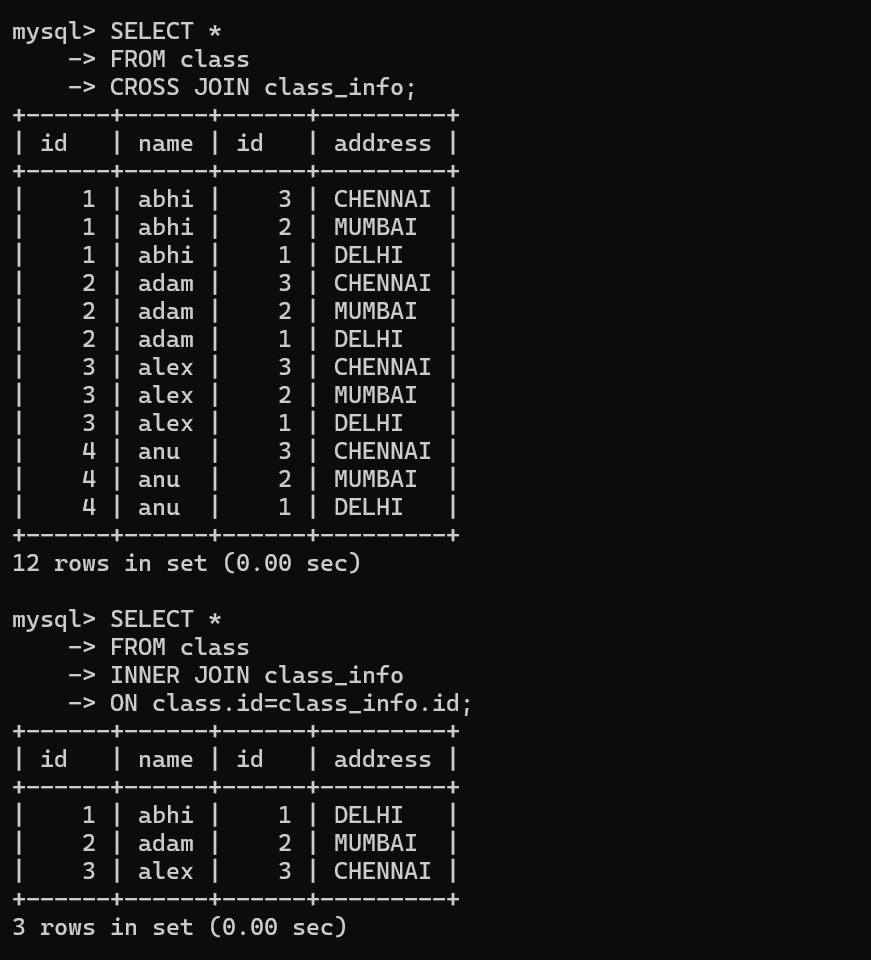 mysql> SELECT *
    -> FROM class
    -> CROSS JOIN class_info;
+------+------+------+---------+
| id   | name | id   | address |
+------+------+------+---------+
|    1 | abhi |    3 | CHENNAI |
|    1 | abhi |    2 | MUMBAI  |
|    1 | abhi |    1 | DELHI   |
|    2 | adam |    3 | CHENNAI |
|    2 | adam |    2 | MUMBAI  |
|    2 | adam |    1 | DELHI   |
|    3 | alex |    3 | CHENNAI |
|    3 | alex |    2 | MUMBAI  |
|    3 | alex |    1 | DELHI   |
|    4 | anu  |    3 | CHENNAI |
|    4 | anu  |    2 | MUMBAI  |
|    4 | anu  |    1 | DELHI   |
+------+------+------+---------+
12 rows in set (0.00 sec)

mysql> SELECT *
    -> FROM class
    -> INNER JOIN class_info
    -> ON class.id=class_info.id;
+------+------+------+---------+
| id   | name | id   | address |
+------+------+------+---------+
|    1 | abhi |    1 | DELHI   |
|    2 | adam |    2 | MUMBAI  |
|    3 | alex |    3 | CHENNAI |
+------+------+------+---------+
3 rows in set (0.00 sec)